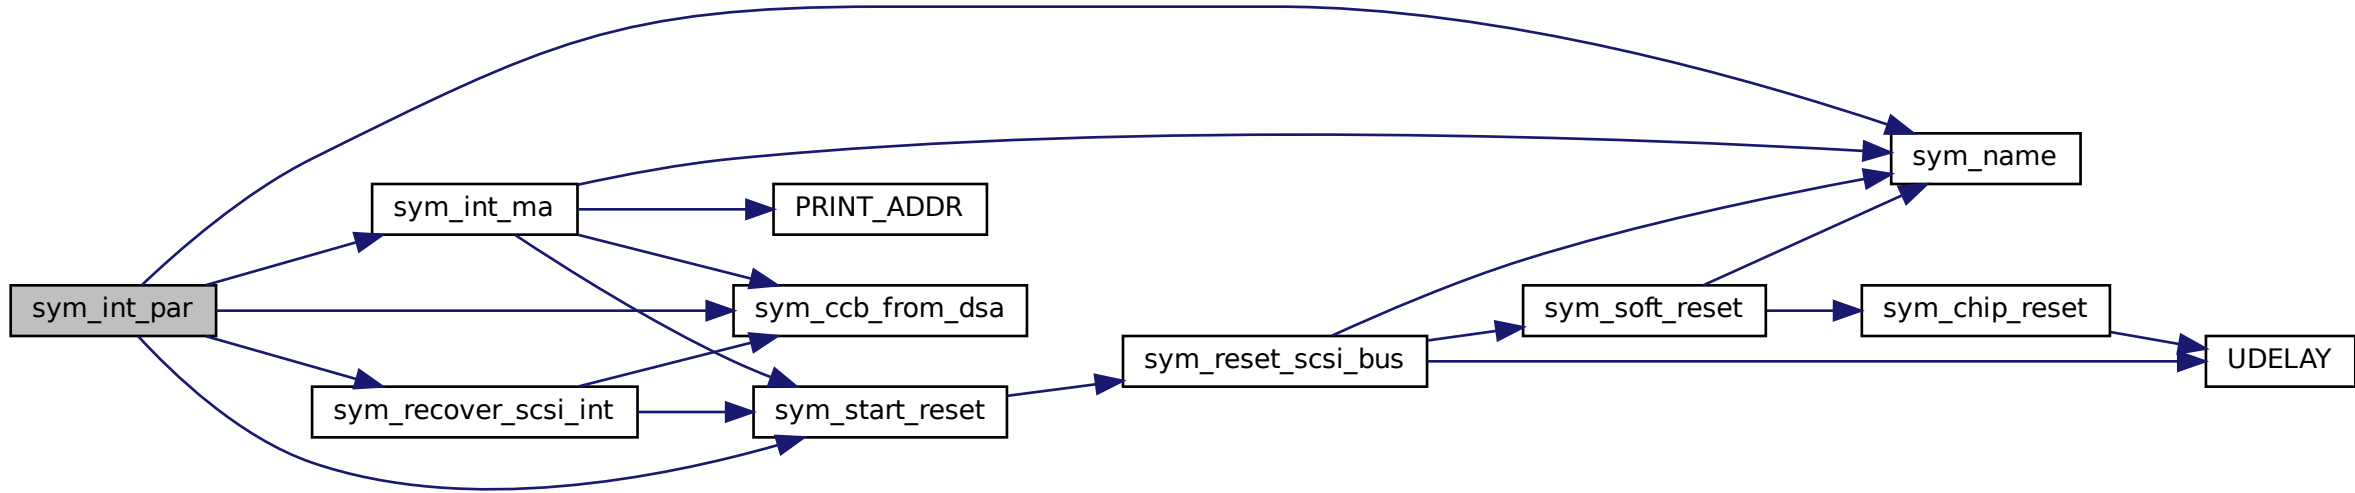 sym_int_par
sym_int_ma
sym_recover_scsi_int
PRINT_ADDR
sym_ccb_from_dsa
sym_start_reset
sym_reset_scsi_bus
sym_soft_reset
sym_name
sym_chip_reset
UDELAY